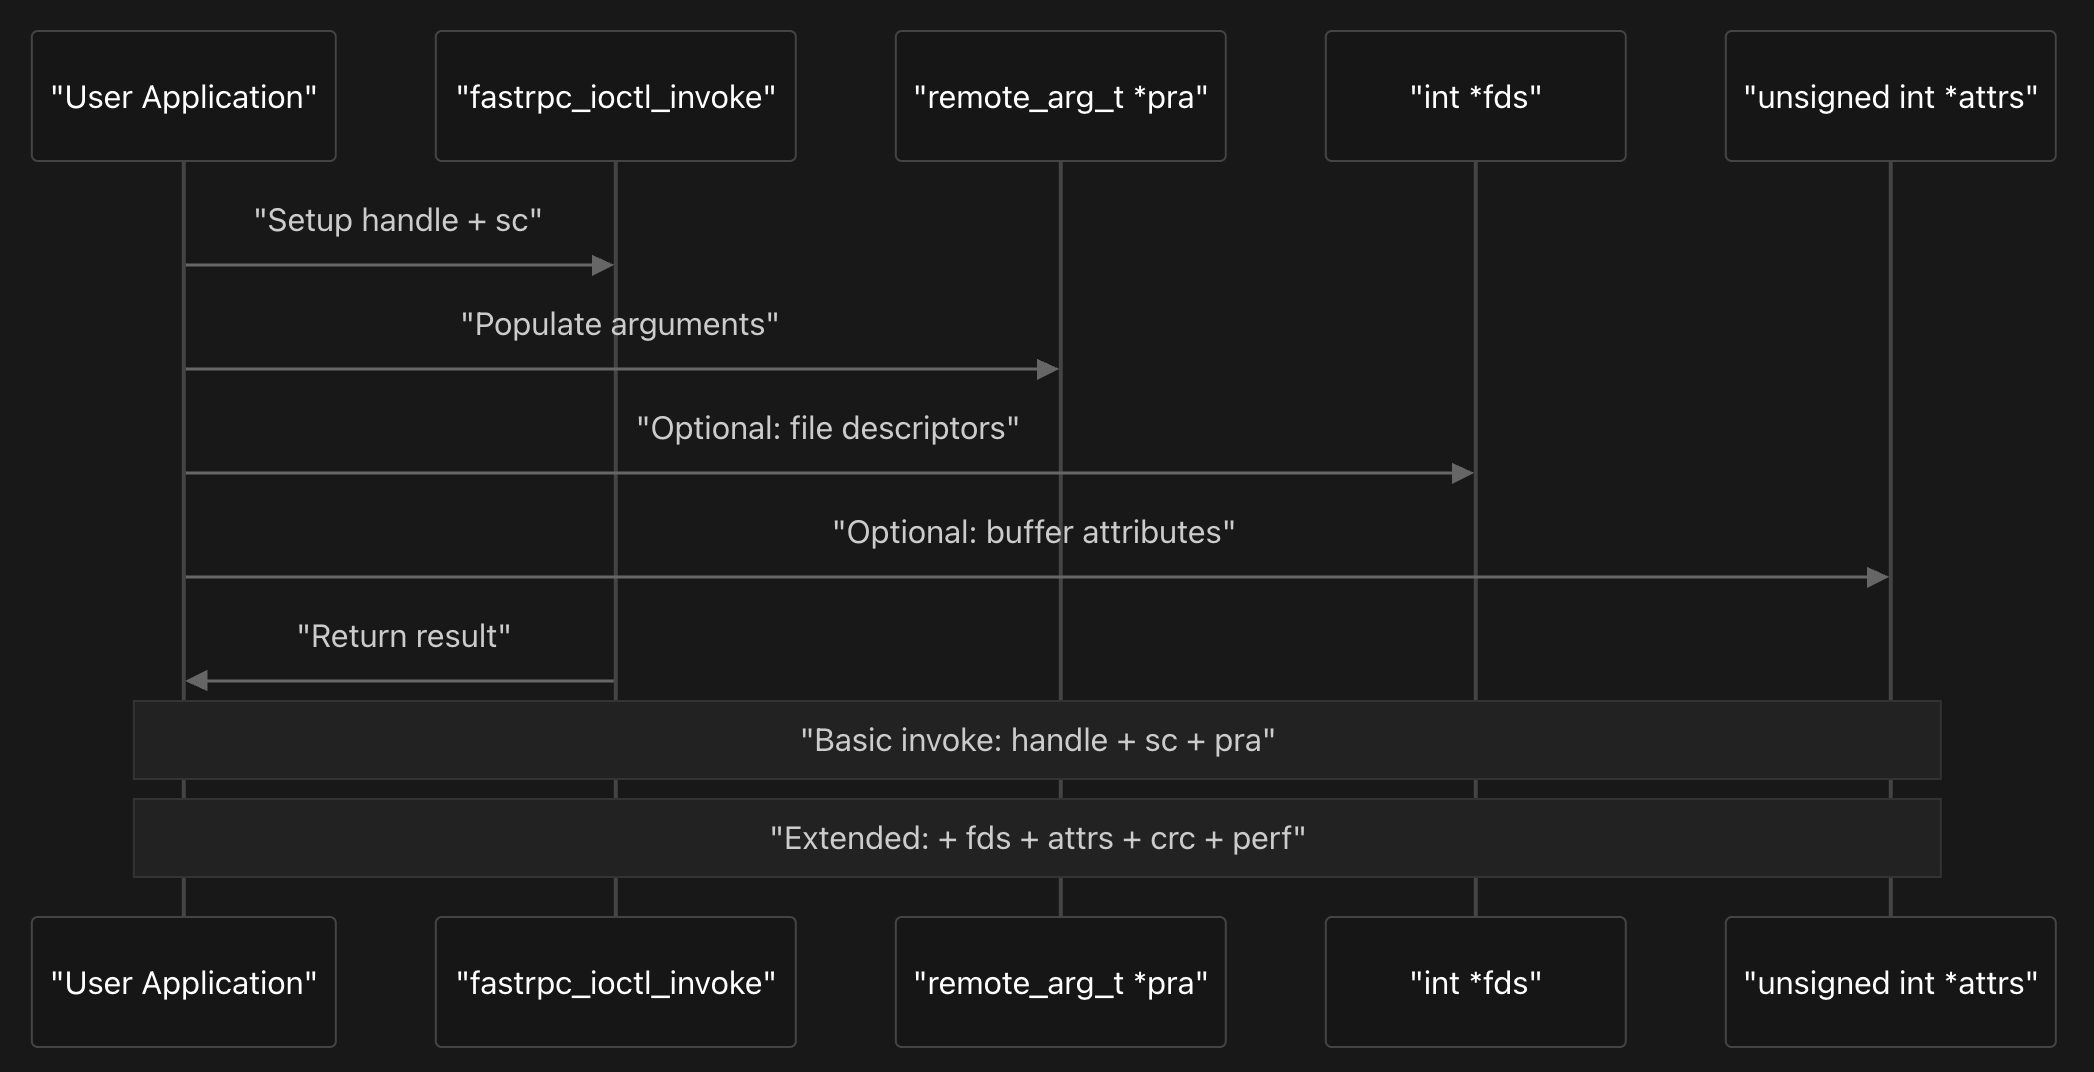 "User Application"
"fastrpc_ioctl_invoke"
"remote_arg_t *pra"
"int *fds"
"unsigned int *attrs"
"Setup handle + sc"
"Populate arguments"
"Optional: file descriptors"
"Optional: buffer attributes"
"Return result"
"Basic invoke: handle + sc + pra"
"Extended: + fds + attrs + crc + perf"
"User Application"
"fastrpc_ioctl_invoke"
"remote_arg_t *pra"
"int *fds"
"unsigned int *attrs"